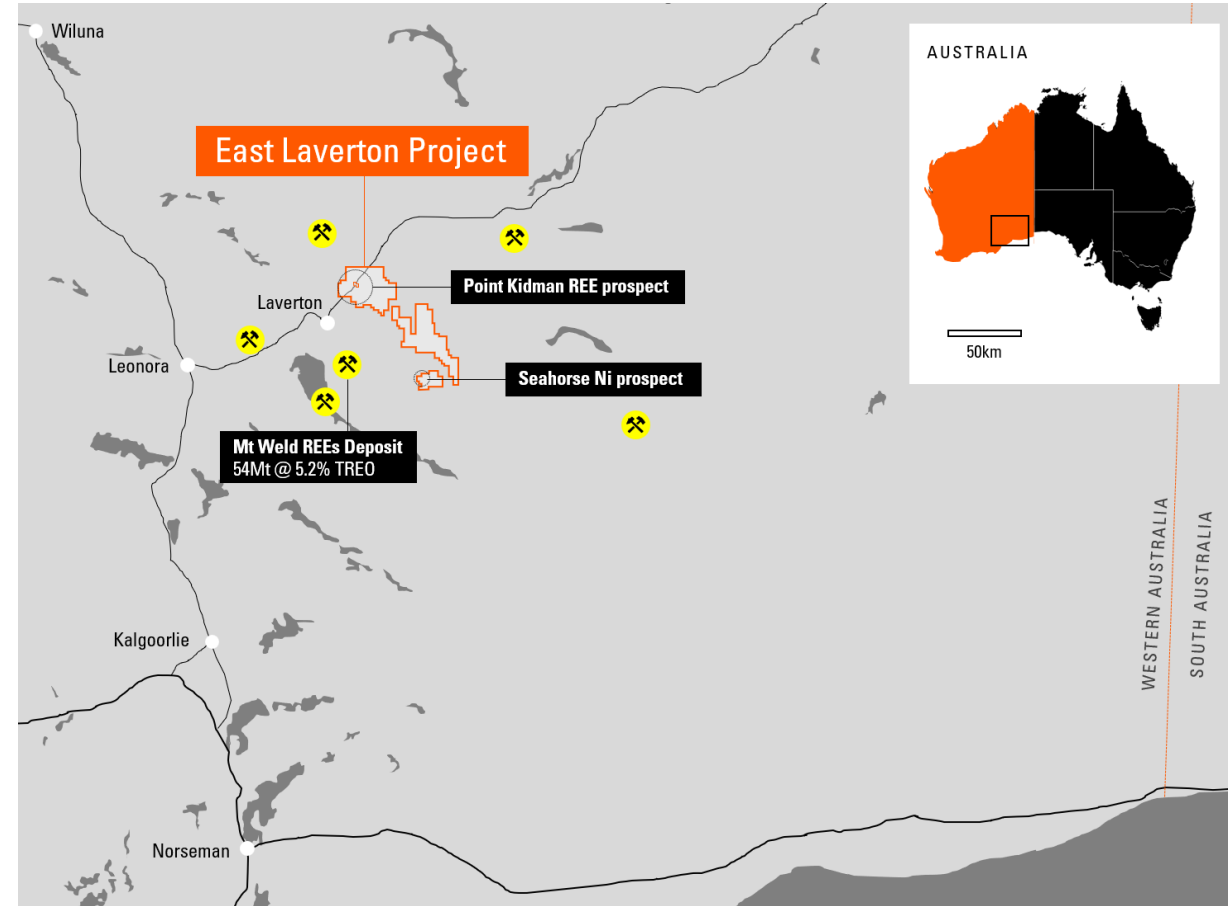 Wiluna
AUSTRALIA
East Laverton Project
Point Kidman REE prospect
Laverton
50km
Leonora
Seahorse Ni prospect
Mt Weld REEs Deposit
54Mt @ 5.2% TREO
WESTERN AUSTRALIA
SOUTH AUSTRALIA
Kalgoorlie
Norseman